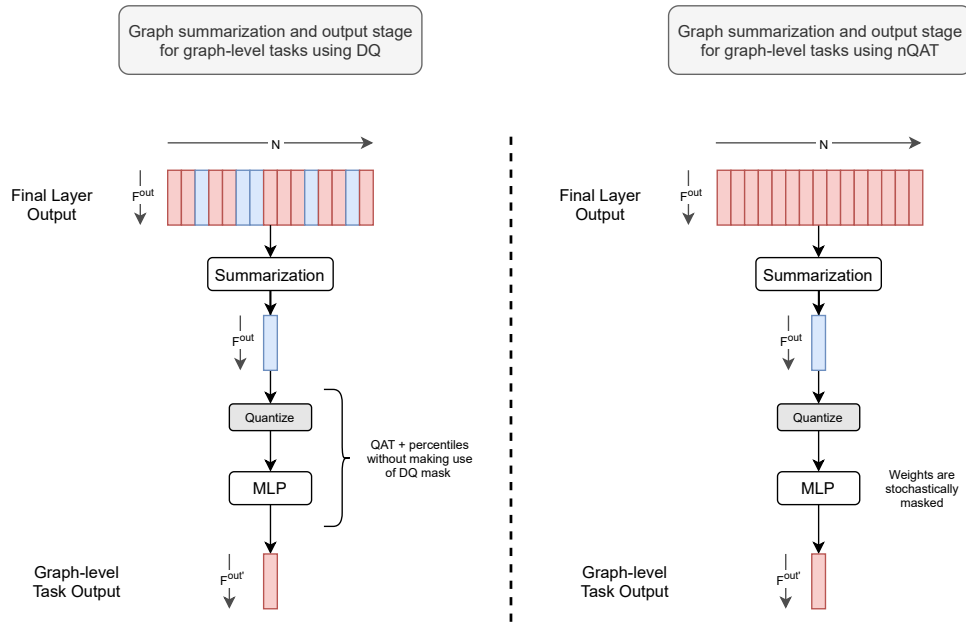 Graph summarization and output stage
for graph-level tasks using DQ
N
Final Layer
Output
F^out
Summarization
F^out
Quantize
MLP
QAT + percentiles
without making use
of DQ mask
Graph-level
Task Output
F^out'
Graph summarization and output stage
for graph-level tasks using nQAT
N
Final Layer
Output
F^out
Summarization
F^out
Quantize
MLP
Weights are
stochastically
masked
Graph-level
Task Output
F^out'